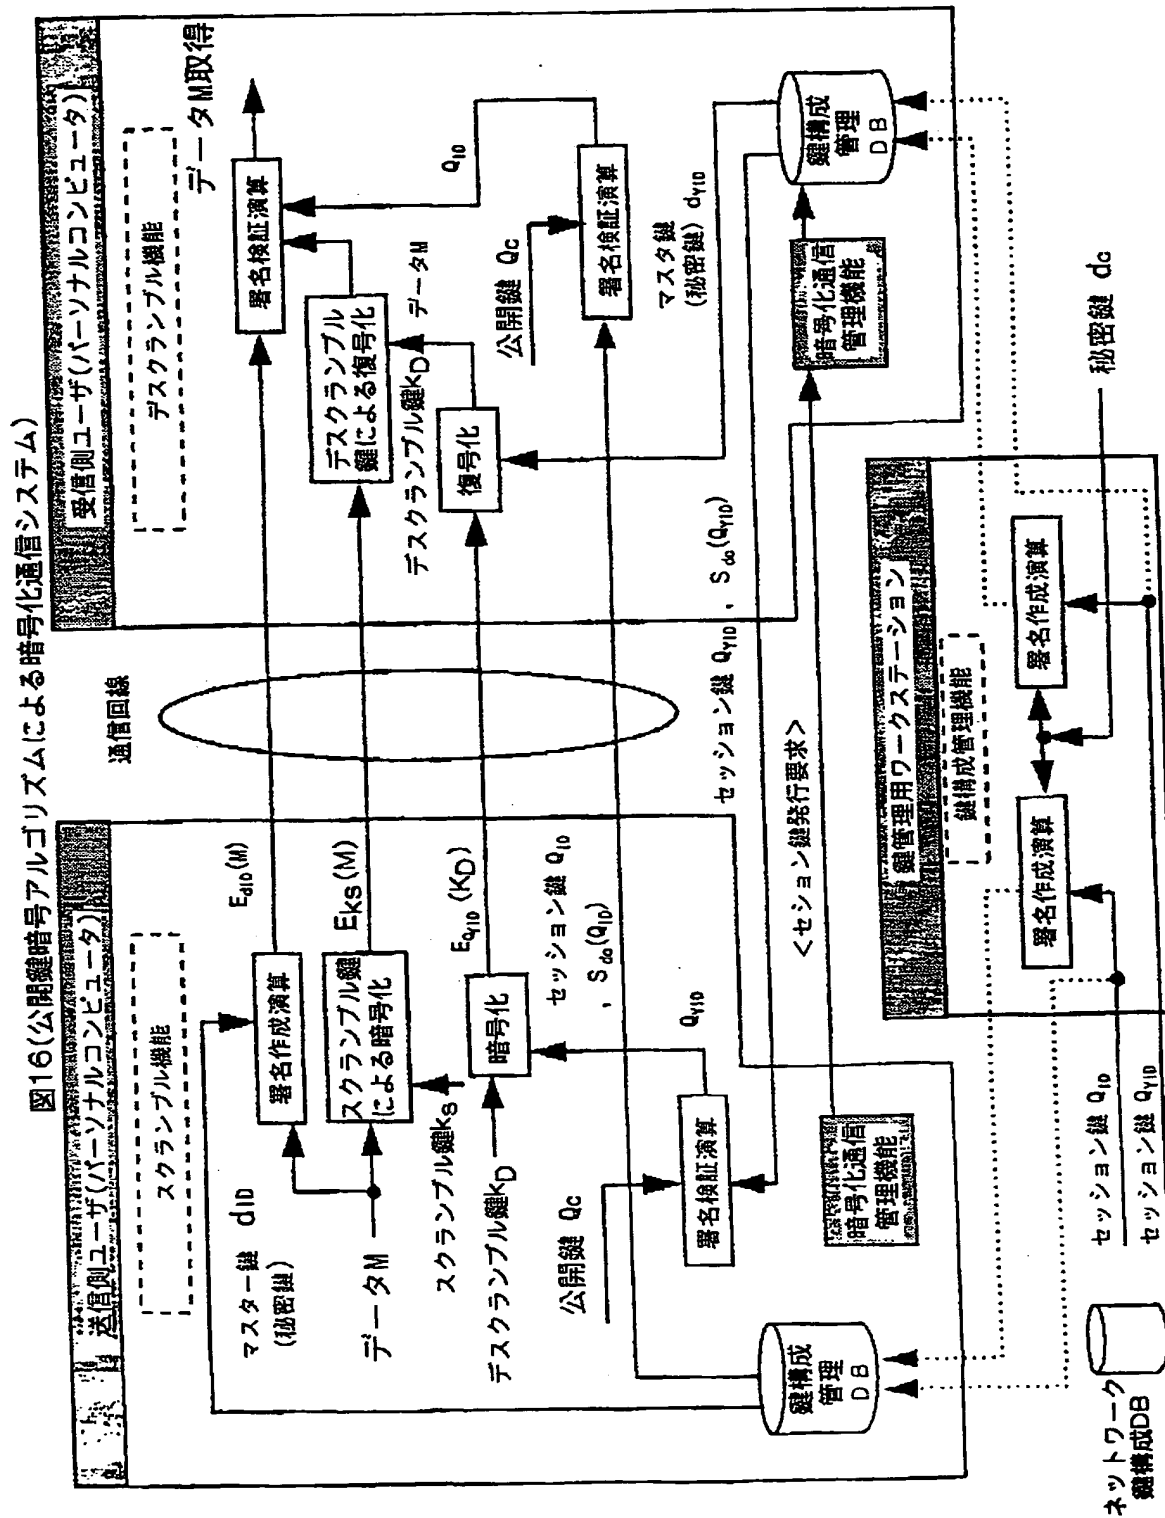 図16(公開鍵暗号アルゴリズムによる暗号化通信システム)
送信側ユーザ(パーソナルコンピュータ)
スクランブル機能
マスター鍵 dID
(秘密鍵)
データM
スクランブル鍵Ks
デスクランブル鍵KD
公開鍵 Qc
署名作成演算
スクランブル鍵
による暗号化
暗号化
署名検証演算
QYID
暗号化通信
管理機能
鍵構成
管理
DB
EdID(M)
Eks(M)
EQYID(KD)
セッション鍵 QID
, Sdo(QID)
通信回線
セッション鍵 QYID , Sdo(QYID)
<セション鍵発行要求>
受信側ユーザ(パーソナルコンピュータ)
デスクランブル機能
データM取得
署名検証演算
デスクランブル
鍵による復号化
デスクランブル鍵KD
データM
復号化
QID
公開鍵 Qc
署名検証演算
マスタ鍵
(秘密鍵) dYID
鍵構成
管理
DB
暗号化通信
管理機能
鍵管理用ワークステーション
鍵構成管理機能
署名作成演算
署名作成演算
秘密鍵 dc
セッション鍵 QID
セッション鍵 QYID
ネットワーク
鍵構成DB